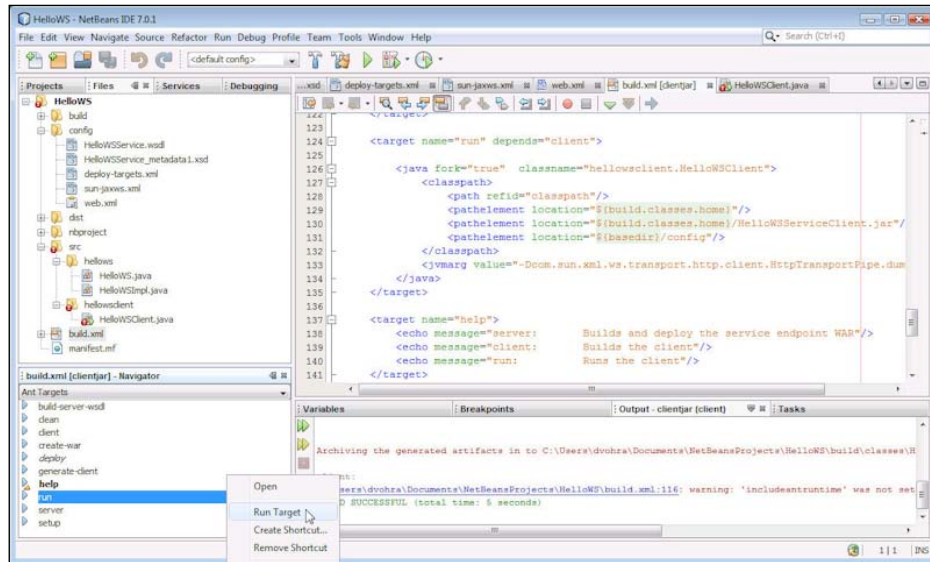 HelloWS - NetBeans IDE 7.0.1
File Edit View Navigate Source Refactor Run Debug Profile Team Tools Window Help
Search (Ctrl+I)
<default config>
Projects Files Services Debugging
...xsd deploy-targets.xml sun-jaxws.xml web.xml build.xml [clientjar] HelloWSClient.java
HelloWS
build
config
HelloWSService.wsdl
HelloWSService_metadata1.xsd
deploy-targets.xml
sun-jaxws.xml
web.xml
dist
nbproject
src
hellows
HelloWS.java
HelloWSImpl.java
hellowsclient
HelloWSClient.java
build.xml
manifest.mf
122 </target>
123
124 <target name="run" depends="client">
125
126 <java fork="true" classname="hellowsclient.HelloWSClient">
127 <classpath>
128 <path refid="classpath"/>
129 <pathelement location="${build.classes.home}"/>
130 <pathelement location="${build.classes.home}/HelloWSServiceClient.jar"/
131 <pathelement location="${basedir}/config"/>
132 </classpath>
133 <jvmarg value="-Dcom.sun.xml.ws.transport.http.client.HttpTransportPipe.dum
134 </java>
135 </target>
136
137 <target name="help">
138 <echo message="server: Builds and deploy the service endpoint WAR"/>
139 <echo message="client: Builds the client"/>
140 <echo message="run: Runs the client"/>
141 </target>
build.xml [clientjar] - Navigator
Ant Targets
build-server-wsdl
clean
client
create-war
deploy
generate-client
help
run
server
setup
Open
Run Target
Create Shortcut...
Remove Shortcut
Variables Breakpoints Output - clientjar (client) Tasks
Archiving the generated artifacts in to C:\Users\dvohra\Documents\NetBeansProjects\HelloWS\build\classes\H
nt:
sers\dvohra\Documents\NetBeansProjects\HelloWS\build.xml:116: warning: 'includeantruntime' was not set
D SUCCESSFUL (total time: 5 seconds)
1|1 INS